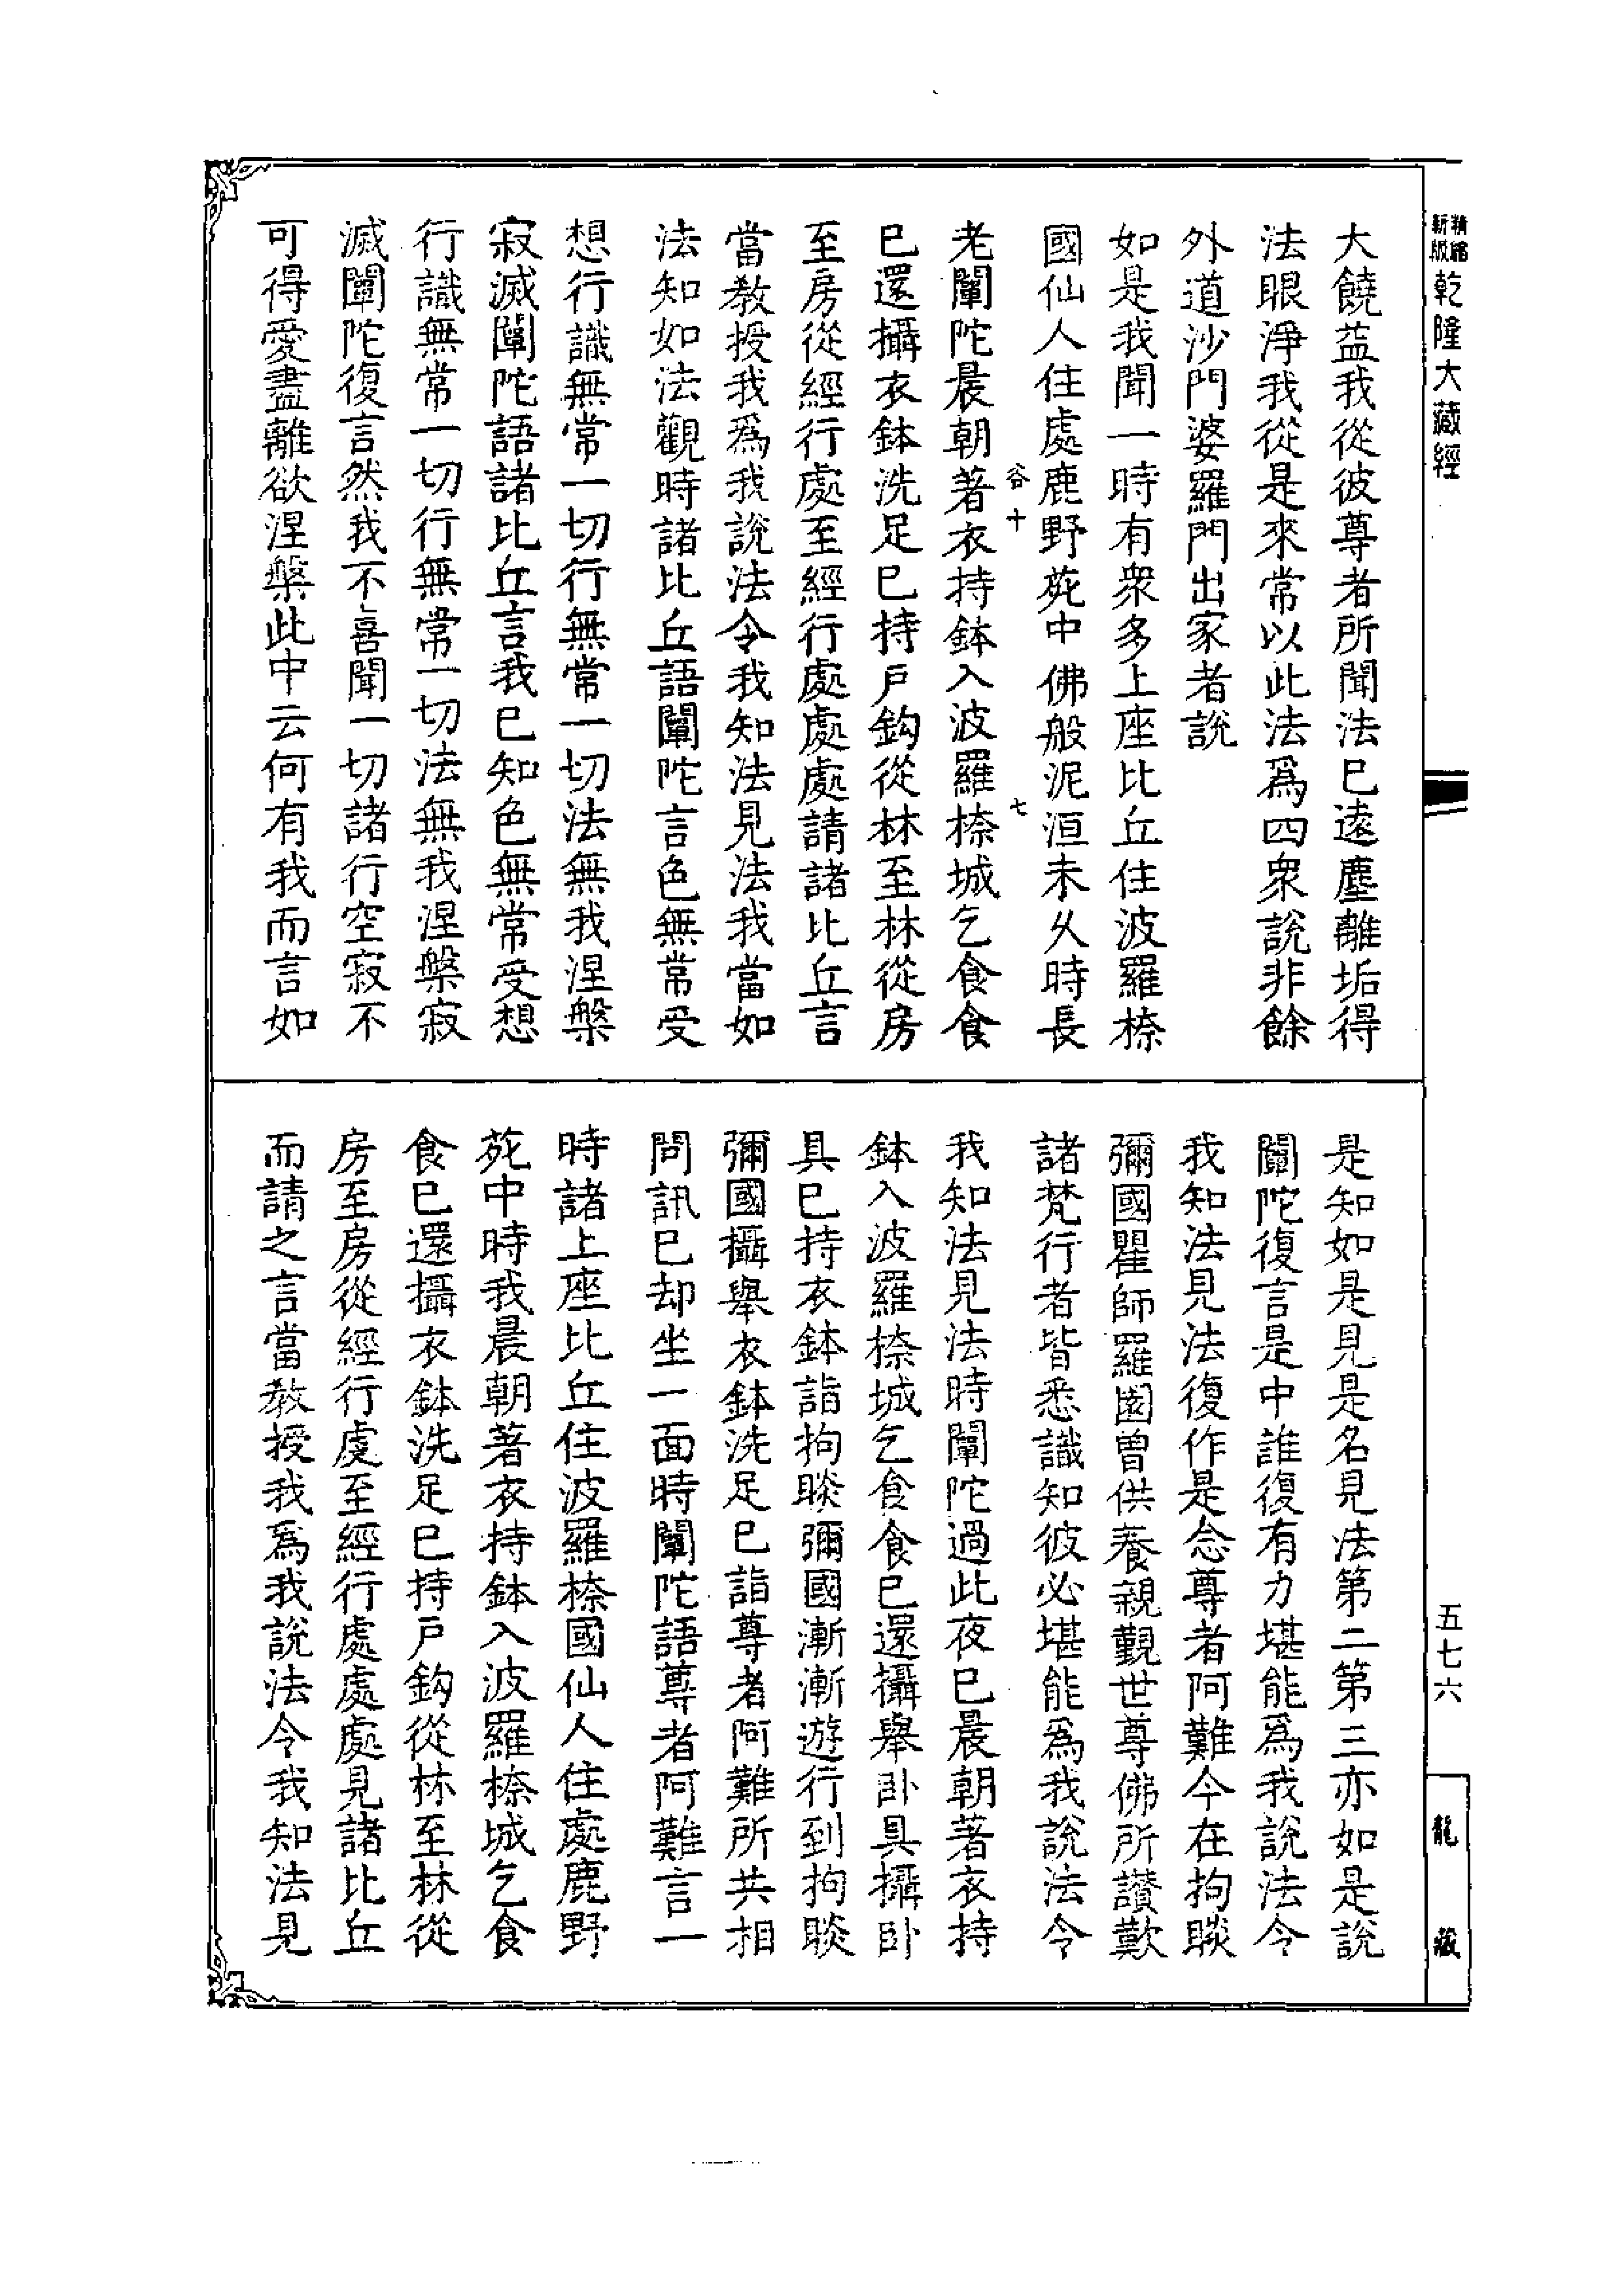 精縮
新版
乾隆大藏經
大饒益我從彼尊者所聞法已遠塵離垢得
法眼淨我從是來常以此法爲四衆說非餘
外道沙門婆羅門出家者說
如是我聞一時有衆多上座比丘住波羅㮈
國仙人住處鹿野苑中佛般泥洹未久時長
谷十
七
老闡陀晨朝著衣持鉢入波羅㮈城乞食食
已還攝衣鉢洗足已持戶鉤從林至林從房
至房從經行處至經行處處處請諸比丘言
當教授我爲我說法令我知法見法我當如
法知如法觀時諸比丘語闡陀言色無常受
想行識無常一切行無常一切法無我涅槃
寂滅闡陀語諸比丘言我已知色無常受想
行識無常一切行無常一切法無我涅槃寂
滅闡陀復言然我不喜聞一切諸行空寂不
可得愛盡離欲涅槃此中云何有我而言如
是知如是見是名見法第二第三亦如是說
闡陀復言是中誰復有力堪能爲我說法令
我知法見法復作是念尊者阿難今在拘睒
彌國瞿師羅園曾供養親覲世尊佛所讚歎
諸梵行者皆悉識知彼必堪能爲我說法令
我知法見法時闡陀過此夜已晨朝著衣持
鉢入波羅㮈城乞食食已還攝舉卧具攝卧
具已持衣鉢詣拘睒彌國漸漸遊行到拘睒
彌國攝舉衣鉢洗足已詣尊者阿難所共相
問訊已却坐一面時闡陀語尊者阿難言一
時諸上座比丘住波羅㮈國仙人住處鹿野
苑中時我晨朝著衣持鉢入波羅㮈城乞食
食已還攝衣鉢洗足已持戶鉤從林至林從
房至房從經行處至經行處處處見諸比丘
而請之言當教授我爲我說法令我知法見
五七六
龍藏